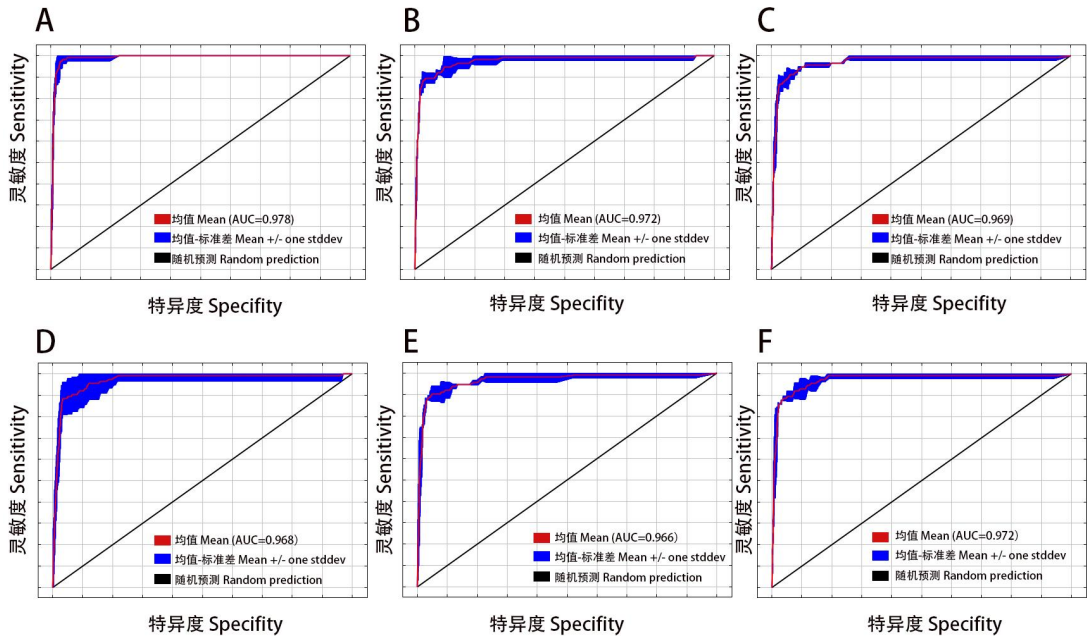 A
灵敏度 Sensitivity
均值 Mean (AUC=0.978)
均值-标准差 Mean +/- one stddev
随机预测 Random prediction
特异度 Specifity
B
灵敏度 Sensitivity
均值 Mean (AUC=0.972)
均值-标准差 Mean +/- one stddev
随机预测 Random prediction
特异度 Specifity
C
灵敏度 Sensitivity
均值 Mean (AUC=0.969)
均值-标准差 Mean +/- one stddev
随机预测 Random prediction
特异度 Specifity
D
灵敏度 Sensitivity
均值 Mean (AUC=0.968)
均值-标准差 Mean +/- one stddev
随机预测 Random prediction
特异度 Specifity
E
灵敏度 Sensitivity
均值 Mean (AUC=0.966)
均值-标准差 Mean +/- one stddev
随机预测 Random prediction
特异度 Specifity
F
灵敏度 Sensitivity
均值 Mean (AUC=0.972)
均值-标准差 Mean +/- one stddev
随机预测 Random prediction
特异度 Specifity